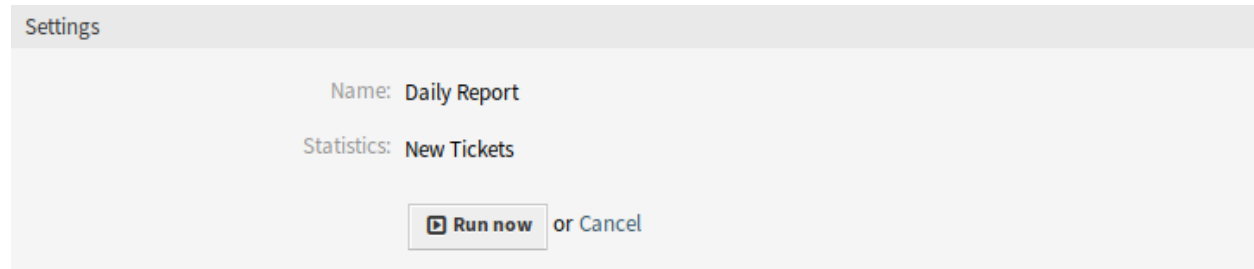 Settings
Name: Daily Report
Statistics: New Tickets
Run now or Cancel